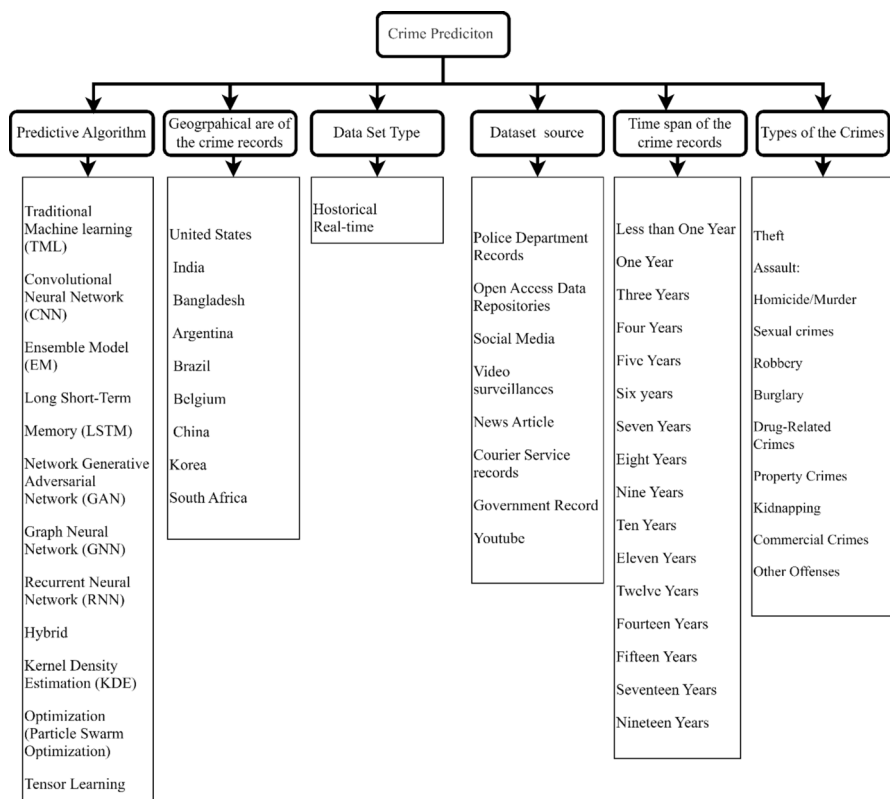 Crime Prediciton
Predictive Algorithm
Geogrpahical are of
the crime records
Data Set Type
Dataset source
Time span of the
crime records
Types of the Crimes
Traditional
Machine learning
(TML)
Convolutional
Neural Network
(CNN)
Ensemble Model
(EM)
Long Short-Term
Memory (LSTM)
Network Generative
Adversarial
Network (GAN)
Graph Neural
Network (GNN)
Recurrent Neural
Network (RNN)
Hybrid
Kernel Density
Estimation (KDE)
Optimization
(Particle Swarm
Optimization)
Tensor Learning
United States
India
Bangladesh
Argentina
Brazil
Belgium
China
Korea
South Africa
Hostorical
Real-time
Police Department
Records
Open Access Data
Repositories
Social Media
Video
surveillances
News Article
Courier Service
records
Government Record
Youtube
Less than One Year
One Year
Three Years
Four Years
Five Years
Six years
Seven Years
Eight Years
Nine Years
Ten Years
Eleven Years
Twelve Years
Fourteen Years
Fifteen Years
Seventeen Years
Nineteen Years
Theft
Assault:
Homicide/Murder
Sexual crimes
Robbery
Burglary
Drug-Related
Crimes
Property Crimes
Kidnapping
Commercial Crimes
Other Offenses